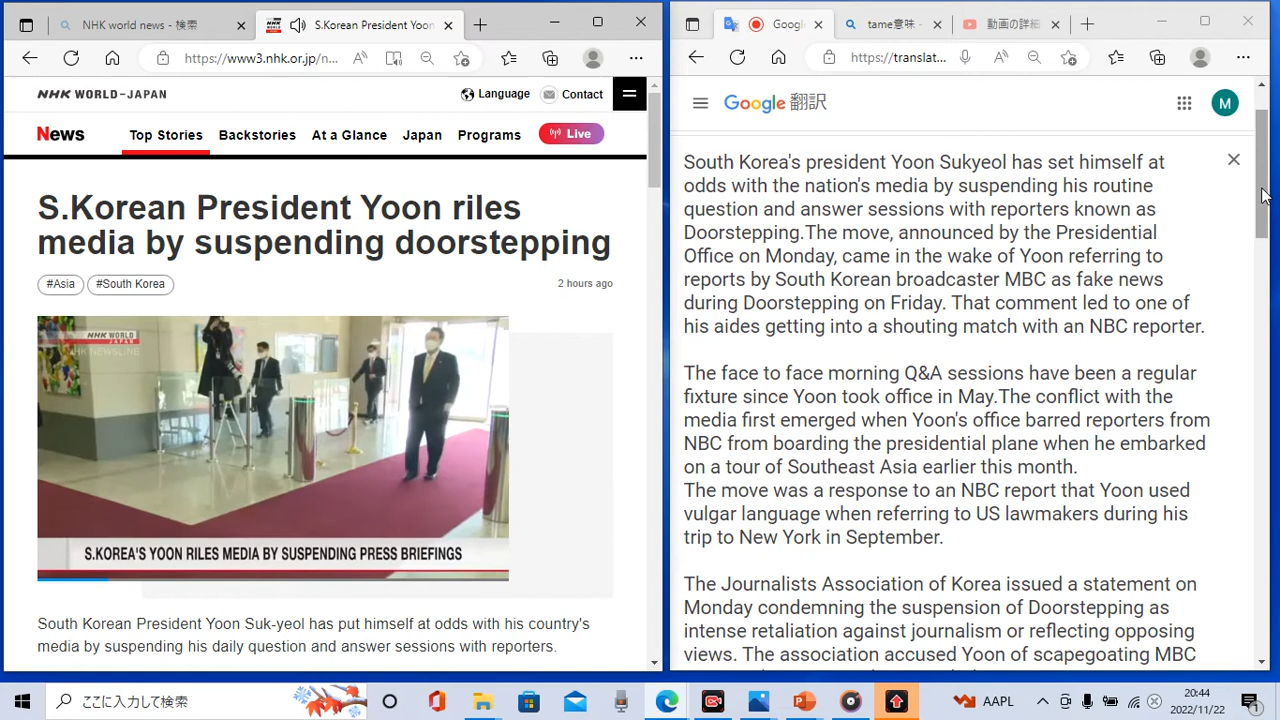 NHK world news - 検索
S.Korean President Yoon
https://www3.nhk.or.jp/n...
NHK WORLD-JAPAN
Language
Contact
News
Top Stories
Backstories
At a Glance
Japan
Programs
Live
S.Korean President Yoon riles
media by suspending doorstepping
#Asia
#South Korea
2 hours ago
NHK WORLD
JAPAN
NHK NEWSLINE
S.KOREA'S YOON RILES MEDIA BY SUSPENDING PRESS BRIEFINGS
South Korean President Yoon Suk-yeol has put himself at odds with his country's
media by suspending his daily question and answer sessions with reporters.
Google
tame意味 -
動画の詳細
https://translat...
Google 翻訳
M
South Korea's president Yoon Sukyeol has set himself at
odds with the nation's media by suspending his routine
question and answer sessions with reporters known as
Doorstepping.The move, announced by the Presidential
Office on Monday, came in the wake of Yoon referring to
reports by South Korean broadcaster MBC as fake news
during Doorstepping on Friday. That comment led to one of
his aides getting into a shouting match with an NBC reporter.
The face to face morning Q&A sessions have been a regular
fixture since Yoon took office in May.The conflict with the
media first emerged when Yoon's office barred reporters from
NBC from boarding the presidential plane when he embarked
on a tour of Southeast Asia earlier this month.
The move was a response to an NBC report that Yoon used
vulgar language when referring to US lawmakers during his
trip to New York in September.
The Journalists Association of Korea issued a statement on
Monday condemning the suspension of Doorstepping as
intense retaliation against journalism or reflecting opposing
views. The association accused Yoon of scapegoating MBC
ここに入力して検索
AAPL
20:44
2022/11/22